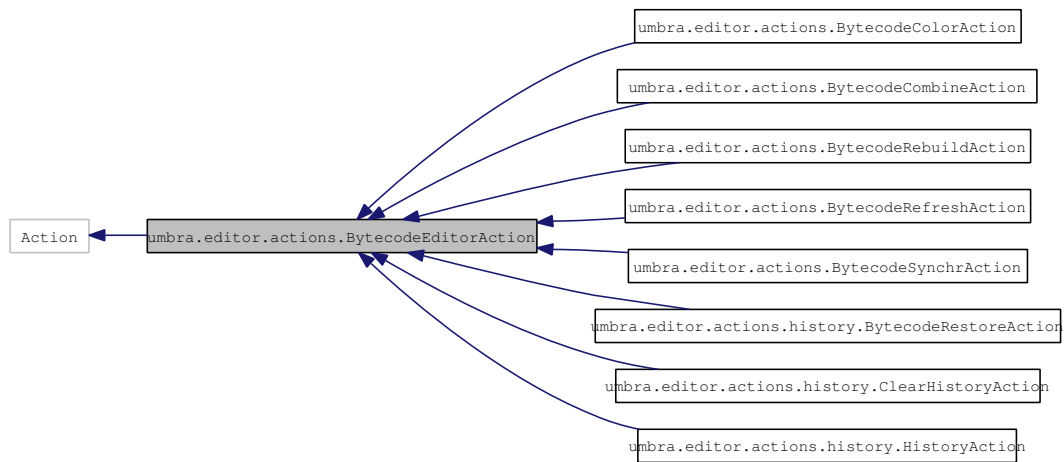 umbra.editor.actions.BytecodeColorAction
umbra.editor.actions.BytecodeCombineAction
umbra.editor.actions.BytecodeRebuildAction
umbra.editor.actions.BytecodeRefreshAction
Action
umbra.editor.actions.BytecodeEditorAction
umbra.editor.actions.BytecodeSynchrAction
umbra.editor.actions.history.BytecodeRestoreAction
umbra.editor.actions.history.ClearHistoryAction
umbra.editor.actions.history.HistoryAction